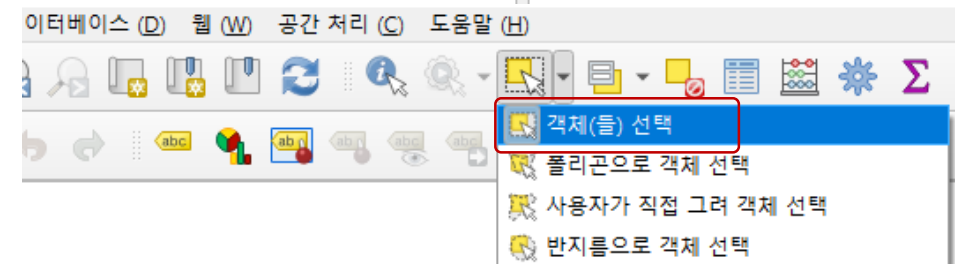 이터베이스 (D) 웹 (W) 공간 처리 (C) 도움말 (H)
abc ab
객체(들) 선택
폴리곤으로 객체 선택
사용자가 직접 그려 객체 선택
반지름으로 객체 선택